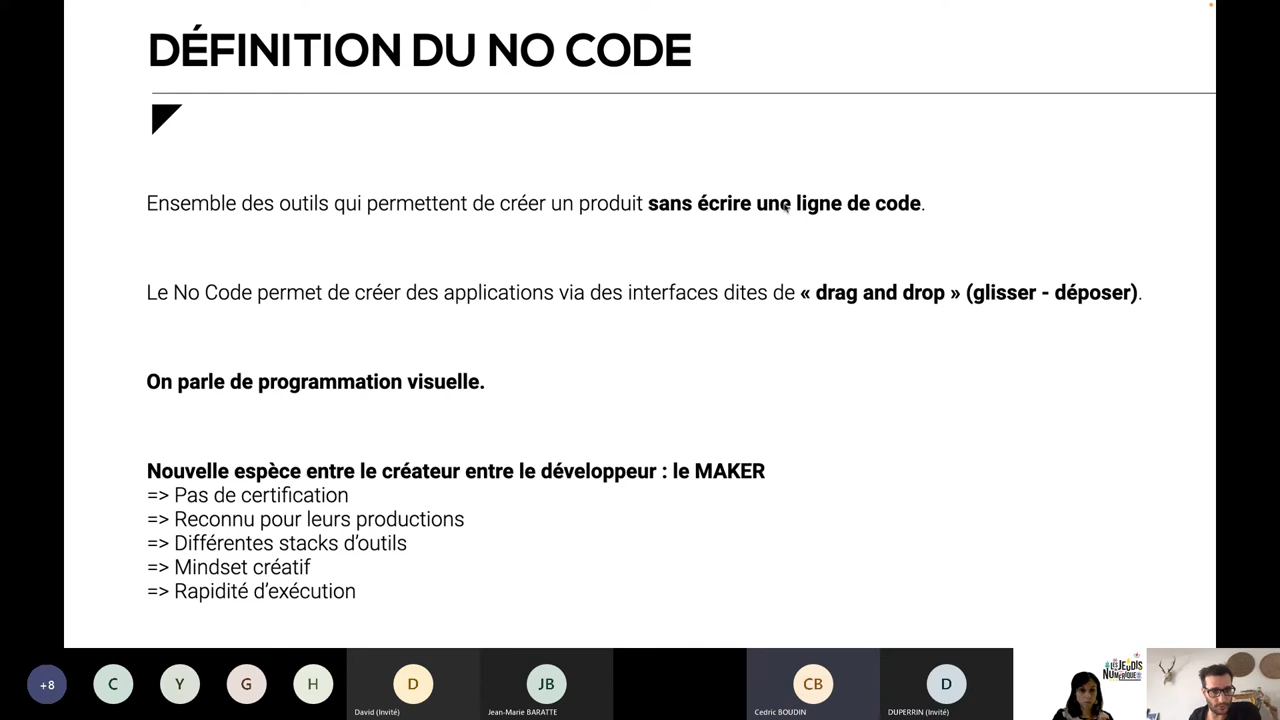 DÉFINITION DU NO CODE
Ensemble des outils qui permettent de créer un produit sans écrire une ligne de code.
Le No Code permet de créer des applications via des interfaces dites de « drag and drop » (glisser - déposer).
On parle de programmation visuelle.
Nouvelle espèce entre le créateur entre le développeur : le MAKER
=> Pas de certification
=> Reconnu pour leurs productions
=> Différentes stacks d’outils
=> Mindset créatif
=> Rapidité d’exécution
+8
C
Y
G
H
D
David (Invité)
JB
Jean-Marie BARATTE
CB
Cedric BOUDIN
D
DUPERRIN (Invité)
LES JEUDIS
NUMÉRIQUE